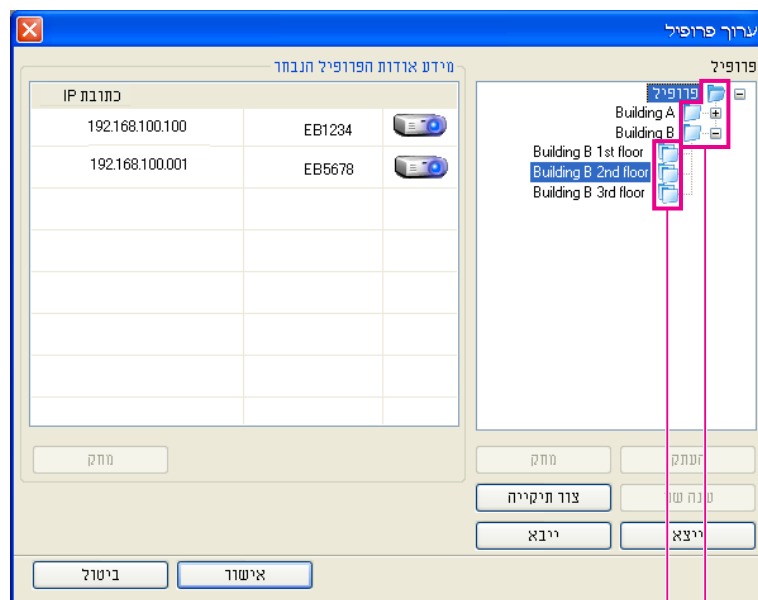 ערוך פרופיל
פרופיל
פרופיל
Building A
Building B
Building B 1st floor
Building B 2nd floor
Building B 3rd floor
העתק
מחק
שנה שם
צור תיקייה
ייצא
ייבא
מידע אודות הפרופיל הנבחר
כתובת IP
EB1234 192.168.100.100
EB5678 192.168.100.001
מחק
אישור
ביטול